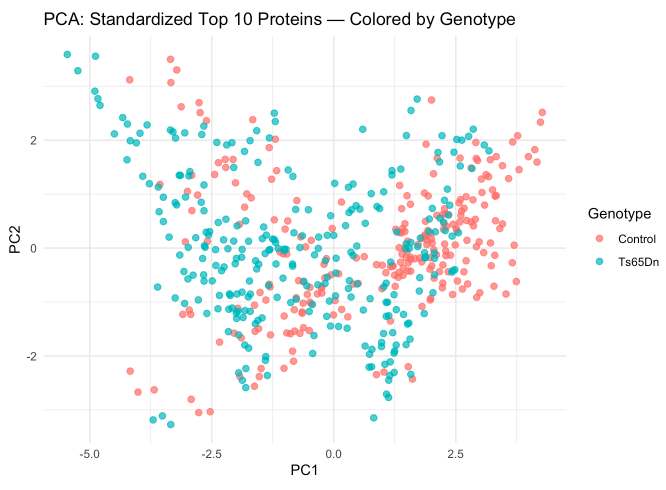 PCA: Standardized Top 10 Proteins — Colored by Genotype
PC2
2
0
-2
-5.0
-2.5
0.0
2.5
PC1
Genotype
Control
Ts65Dn